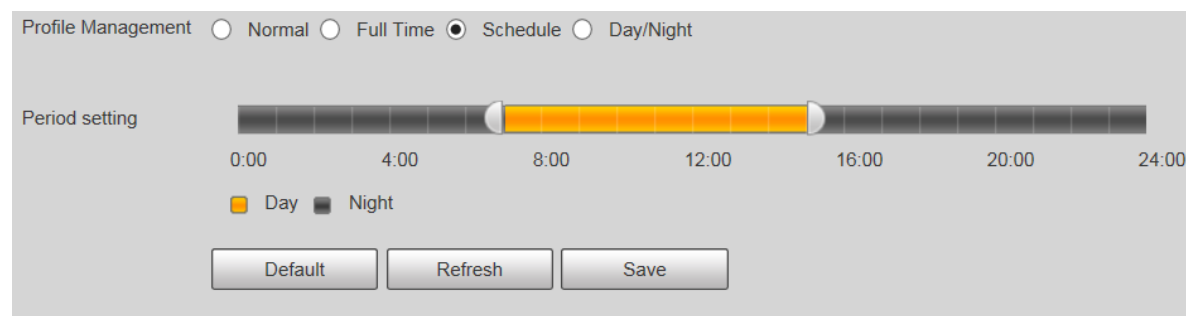 Profile Management Normal Full Time Schedule Day/Night
Period setting
0:00 4:00 8:00 12:00 16:00 20:00 24:00
Day Night
Default Refresh Save